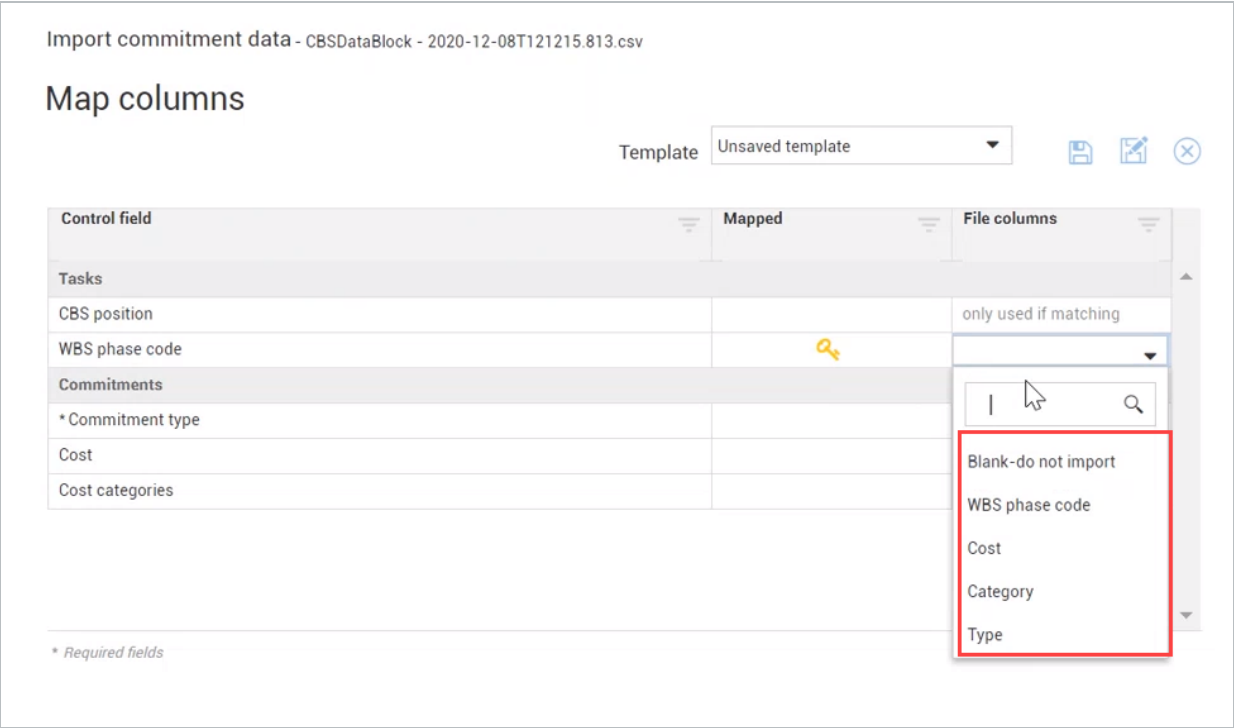 Import commitment data - CBSDataBlock - 2020-12-08T121215.813.csv
Map columns
Template Unsaved template
Control field Mapped File columns
Tasks
CBS position only used if matching
WBS phase code
Commitments
* Commitment type
Cost
Cost categories
Blank-do not import
WBS phase code
Cost
Category
Type
* Required fields